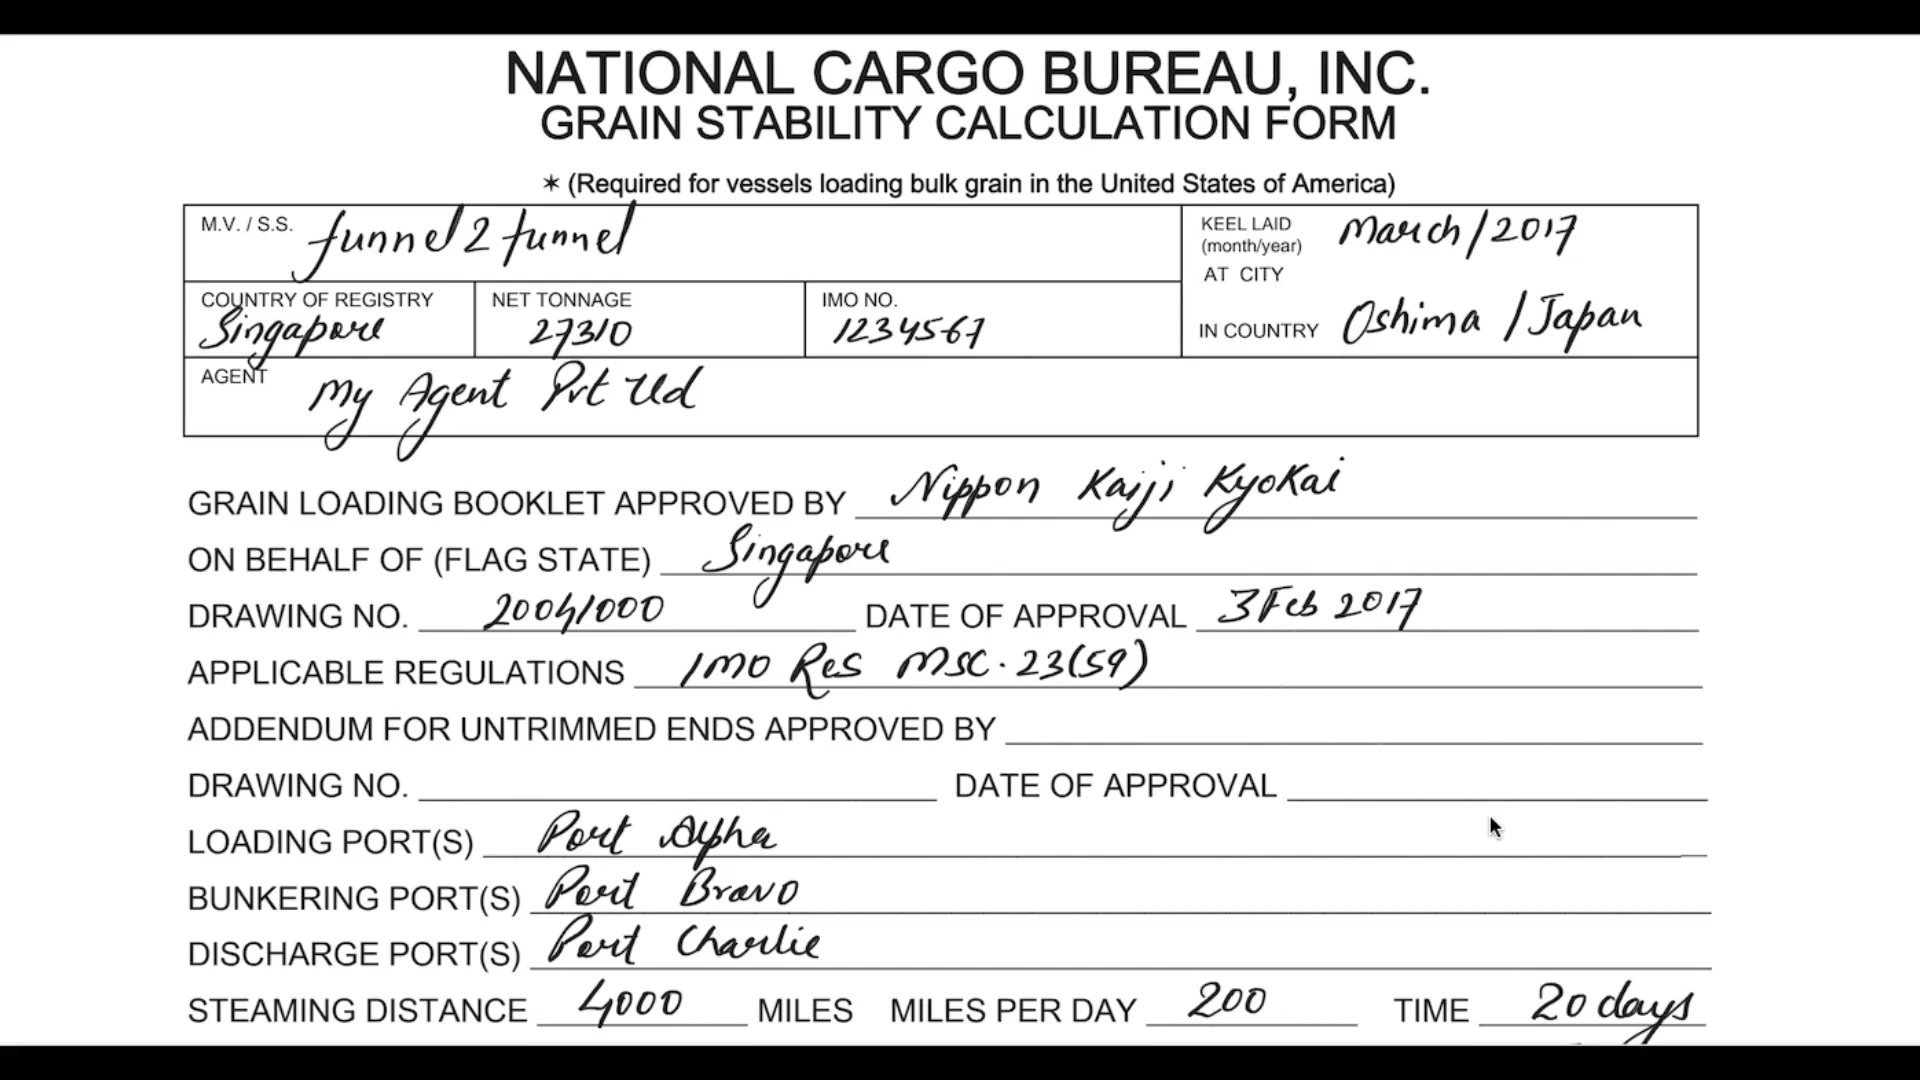 NATIONAL CARGO BUREAU, INC.
GRAIN STABILITY CALCULATION FORM
* (Required for vessels loading bulk grain in the United States of America)
M.V. / S.S. funnel 2 funnel
KEEL LAID March/2017
(month/year)
AT CITY
COUNTRY OF REGISTRY NET TONNAGE IMO NO.
Singapore 27310 1234567
IN COUNTRY Oshima / Japan
AGENT My Agent Pvt Ltd
GRAIN LOADING BOOKLET APPROVED BY Nippon Kaiji Kyokai
ON BEHALF OF (FLAG STATE) Singapore
DRAWING NO. 2004/1000 DATE OF APPROVAL 3 Feb 2017
APPLICABLE REGULATIONS IMO Res MSC.23(59)
ADDENDUM FOR UNTRIMMED ENDS APPROVED BY
DRAWING NO. DATE OF APPROVAL
LOADING PORT(S) Port Alpha
BUNKERING PORT(S) Port Bravo
DISCHARGE PORT(S) Port Charlie
STEAMING DISTANCE 4000 MILES MILES PER DAY 200 TIME 20 days